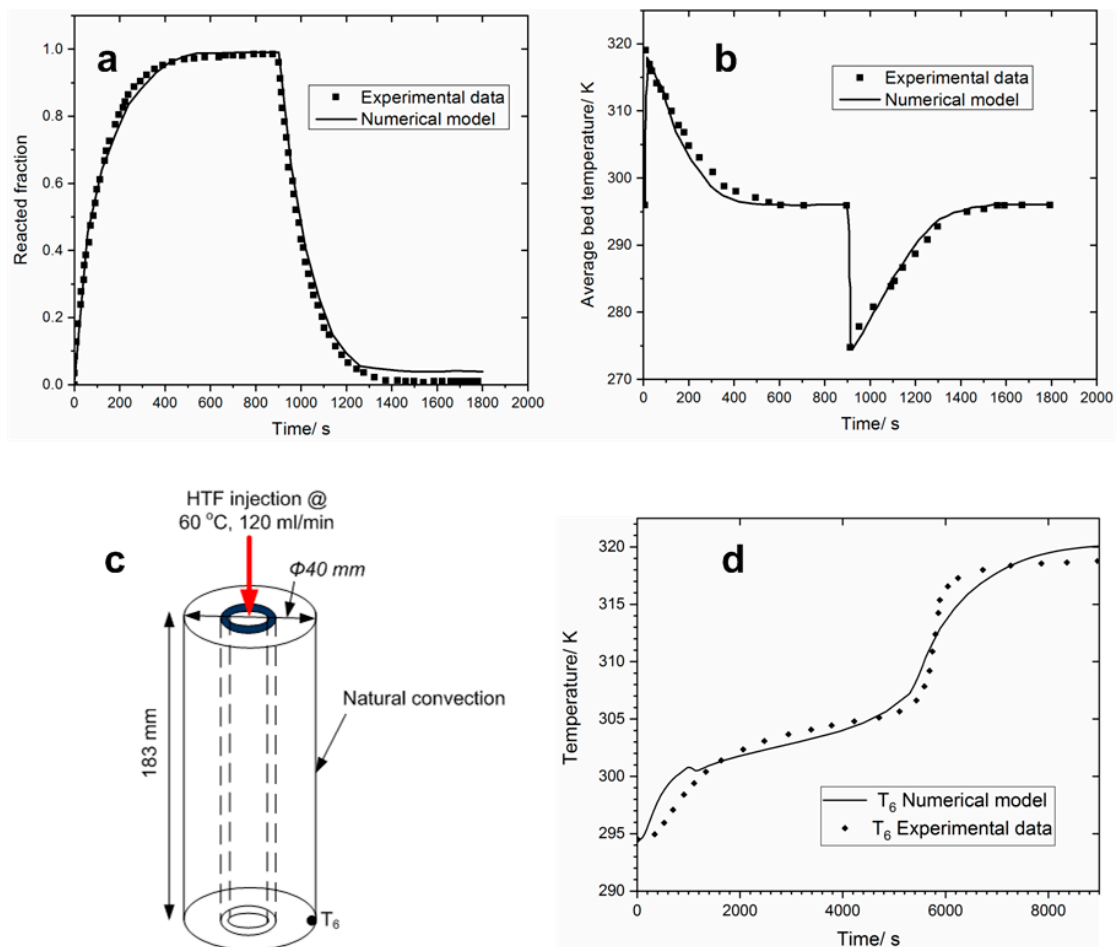 a
Experimental data
Numerical model
Reacted fraction
1.0
0.8
0.6
0.4
0.2
0.0
0 200 400 600 800 1000 1200 1400 1600 1800 2000
Time/ s
b
Experimental data
Numerical model
Average bed temperature/ K
320
310
300
290
280
270
0 200 400 600 800 1000 1200 1400 1600 1800 2000
Time/ s
c
HTF injection @
60 °C, 120 ml/min
Φ40 mm
183 mm
Natural convection
T6
d
Temperature/ K
320
315
310
305
300
295
290
T6 Numerical model
T6 Experimental data
0 2000 4000 6000 8000
Time/ s